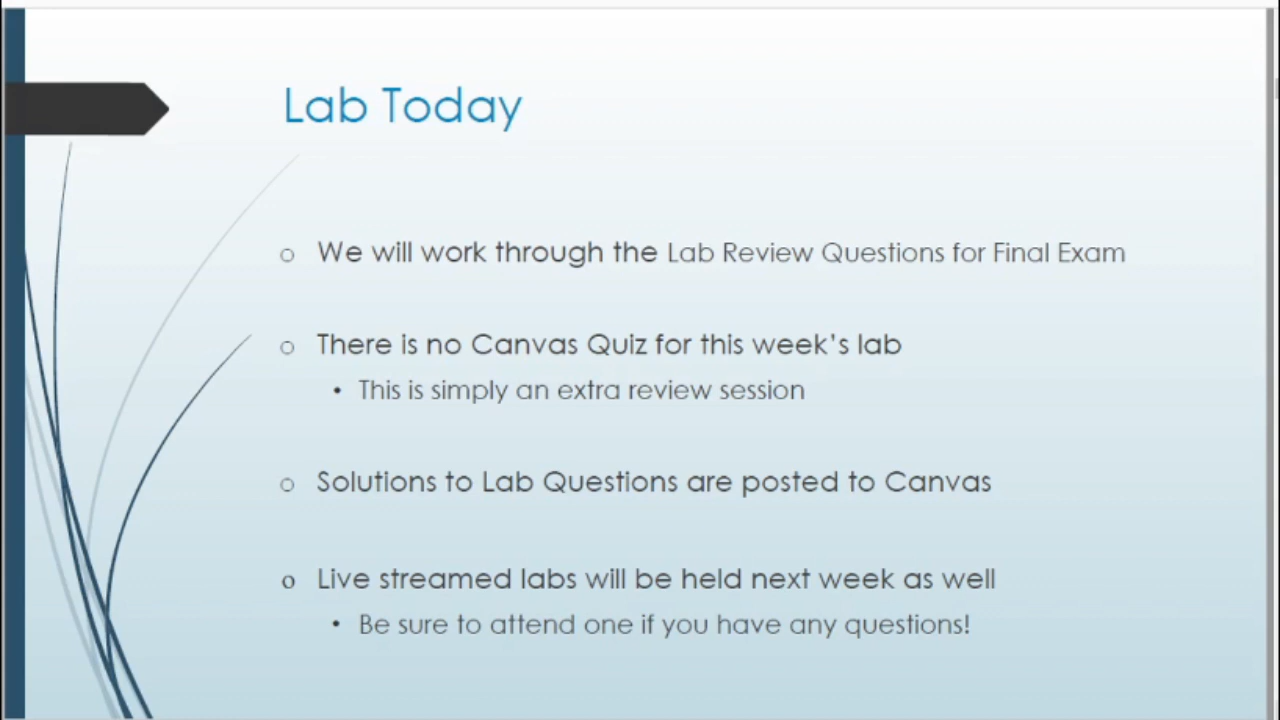 Lab Today
o We will work through the Lab Review Questions for Final Exam
o There is no Canvas Quiz for this week's lab
• This is simply an extra review session
o Solutions to Lab Questions are posted to Canvas
o Live streamed labs will be held next week as well
• Be sure to attend one if you have any questions!